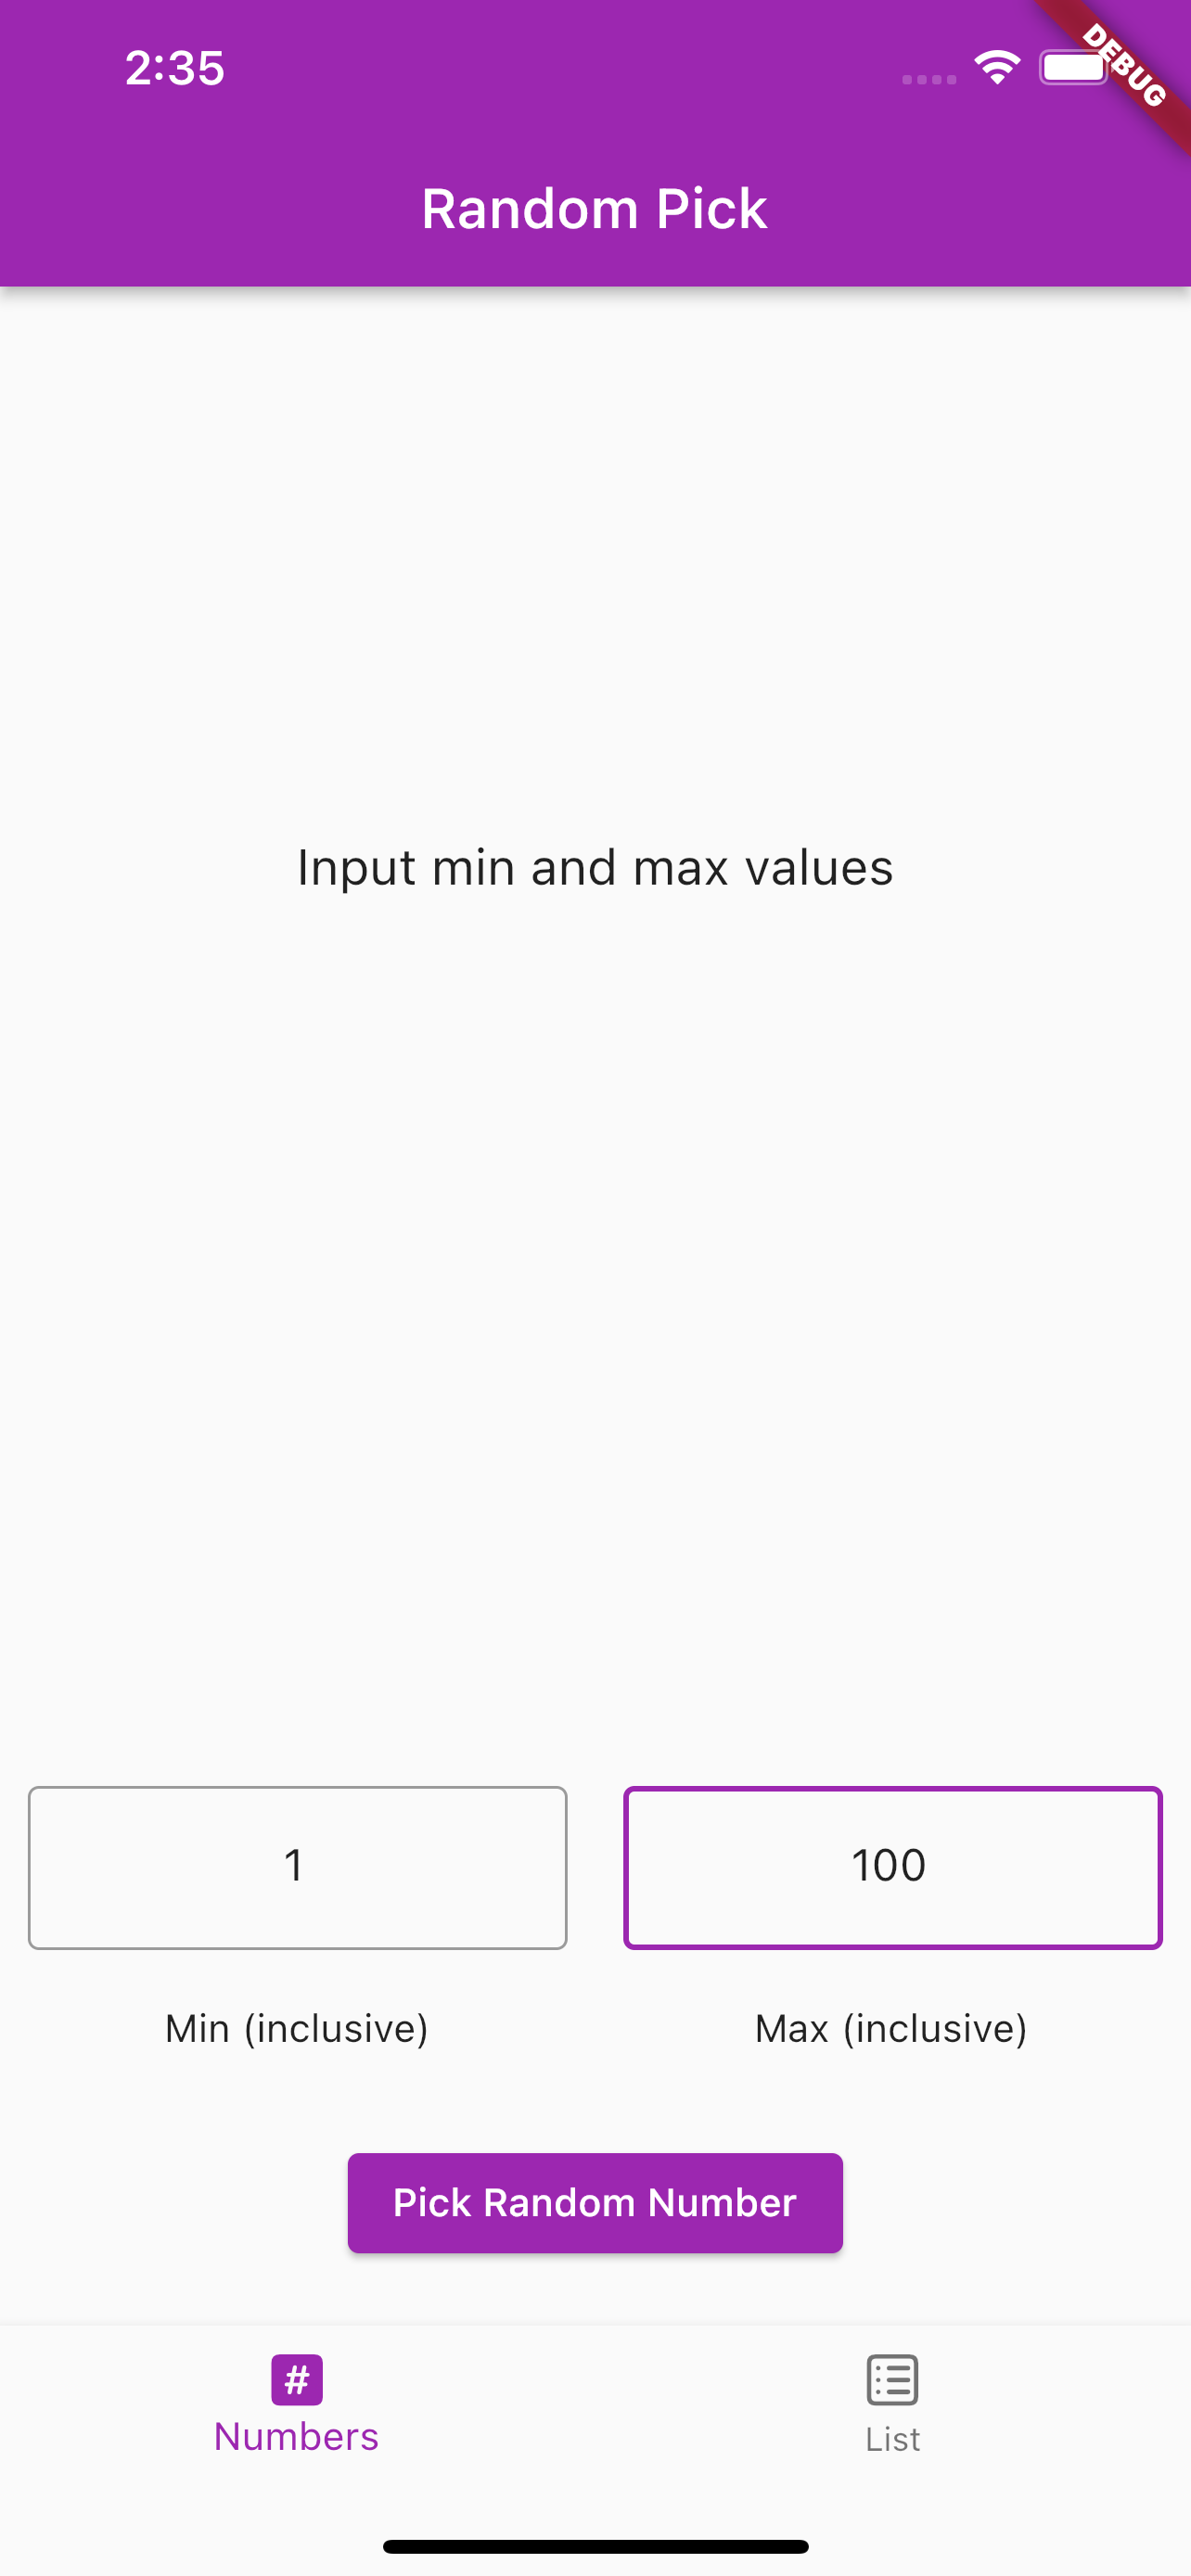 2:35
DEBUG
Random Pick
Input min and max values
1
100
Min (inclusive)
Max (inclusive)
Pick Random Number
#
Numbers
List